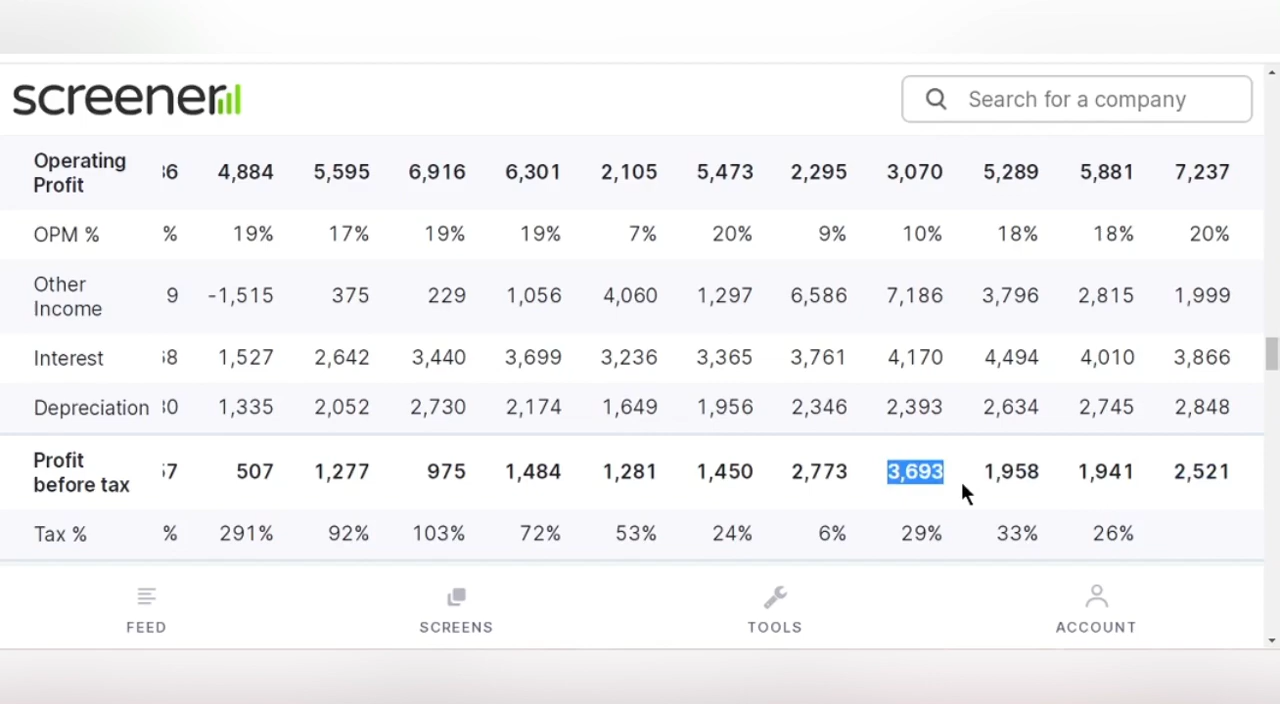 screener
Search for a company
Operating Profit 4,884 5,595 6,916 6,301 2,105 5,473 2,295 3,070 5,289 5,881 7,237
OPM % % 19% 17% 19% 19% 7% 20% 9% 10% 18% 18% 20%
Other Income 9 -1,515 375 229 1,056 4,060 1,297 6,586 7,186 3,796 2,815 1,999
Interest 1,527 2,642 3,440 3,699 3,236 3,365 3,761 4,170 4,494 4,010 3,866
Depreciation 1,335 2,052 2,730 2,174 1,649 1,956 2,346 2,393 2,634 2,745 2,848
Profit before tax 507 1,277 975 1,484 1,281 1,450 2,773 3,693 1,958 1,941 2,521
Tax % % 291% 92% 103% 72% 53% 24% 6% 29% 33% 26%
FEED SCREENS TOOLS ACCOUNT